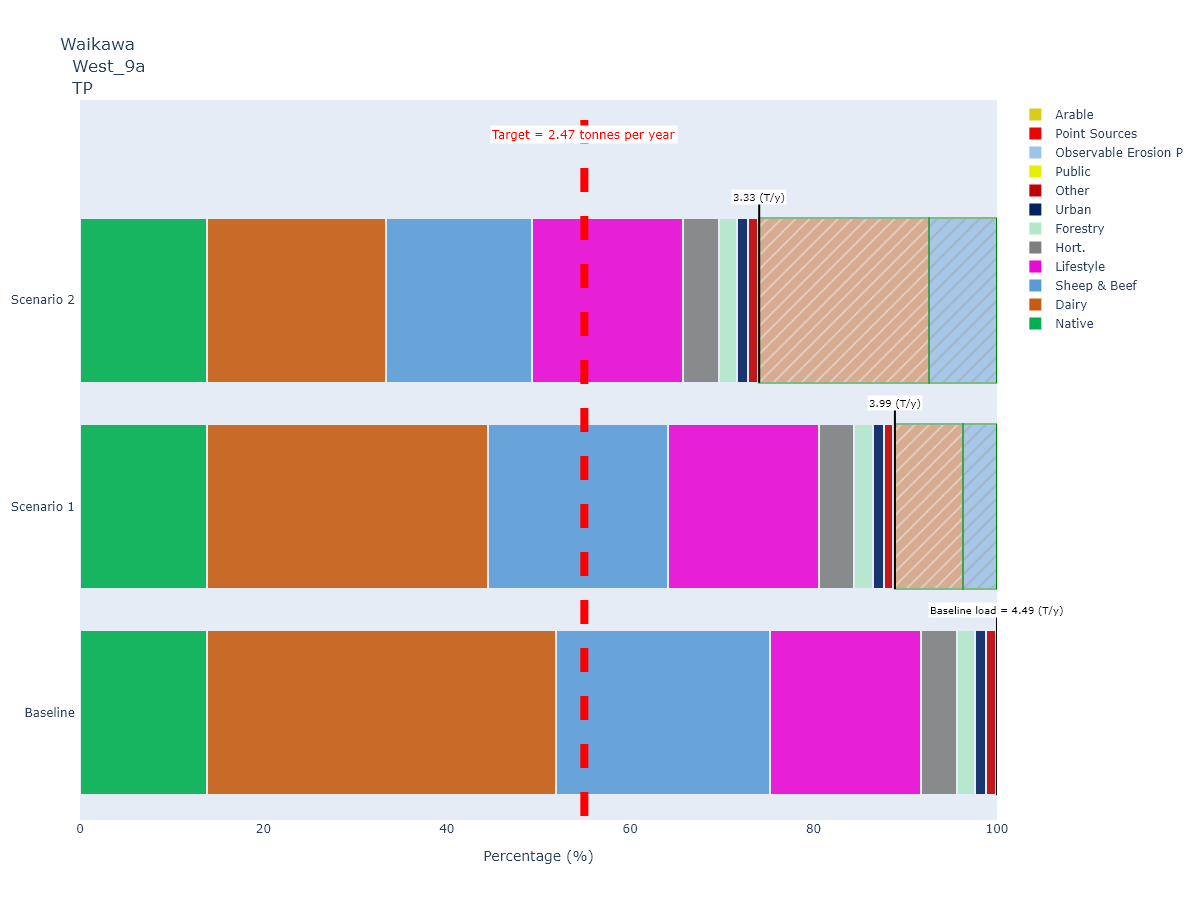 Waikawa
West_9a
TP
Target = 2.47 tonnes per year
3.33 (T/y)
Scenario 2
3.99 (T/y)
Scenario 1
Baseline load = 4.49 (T/y)
Baseline
0 20 40 60 80 100
Percentage (%)
Arable
Point Sources
Observable Erosion P
Public
Other
Urban
Forestry
Hort.
Lifestyle
Sheep & Beef
Dairy
Native